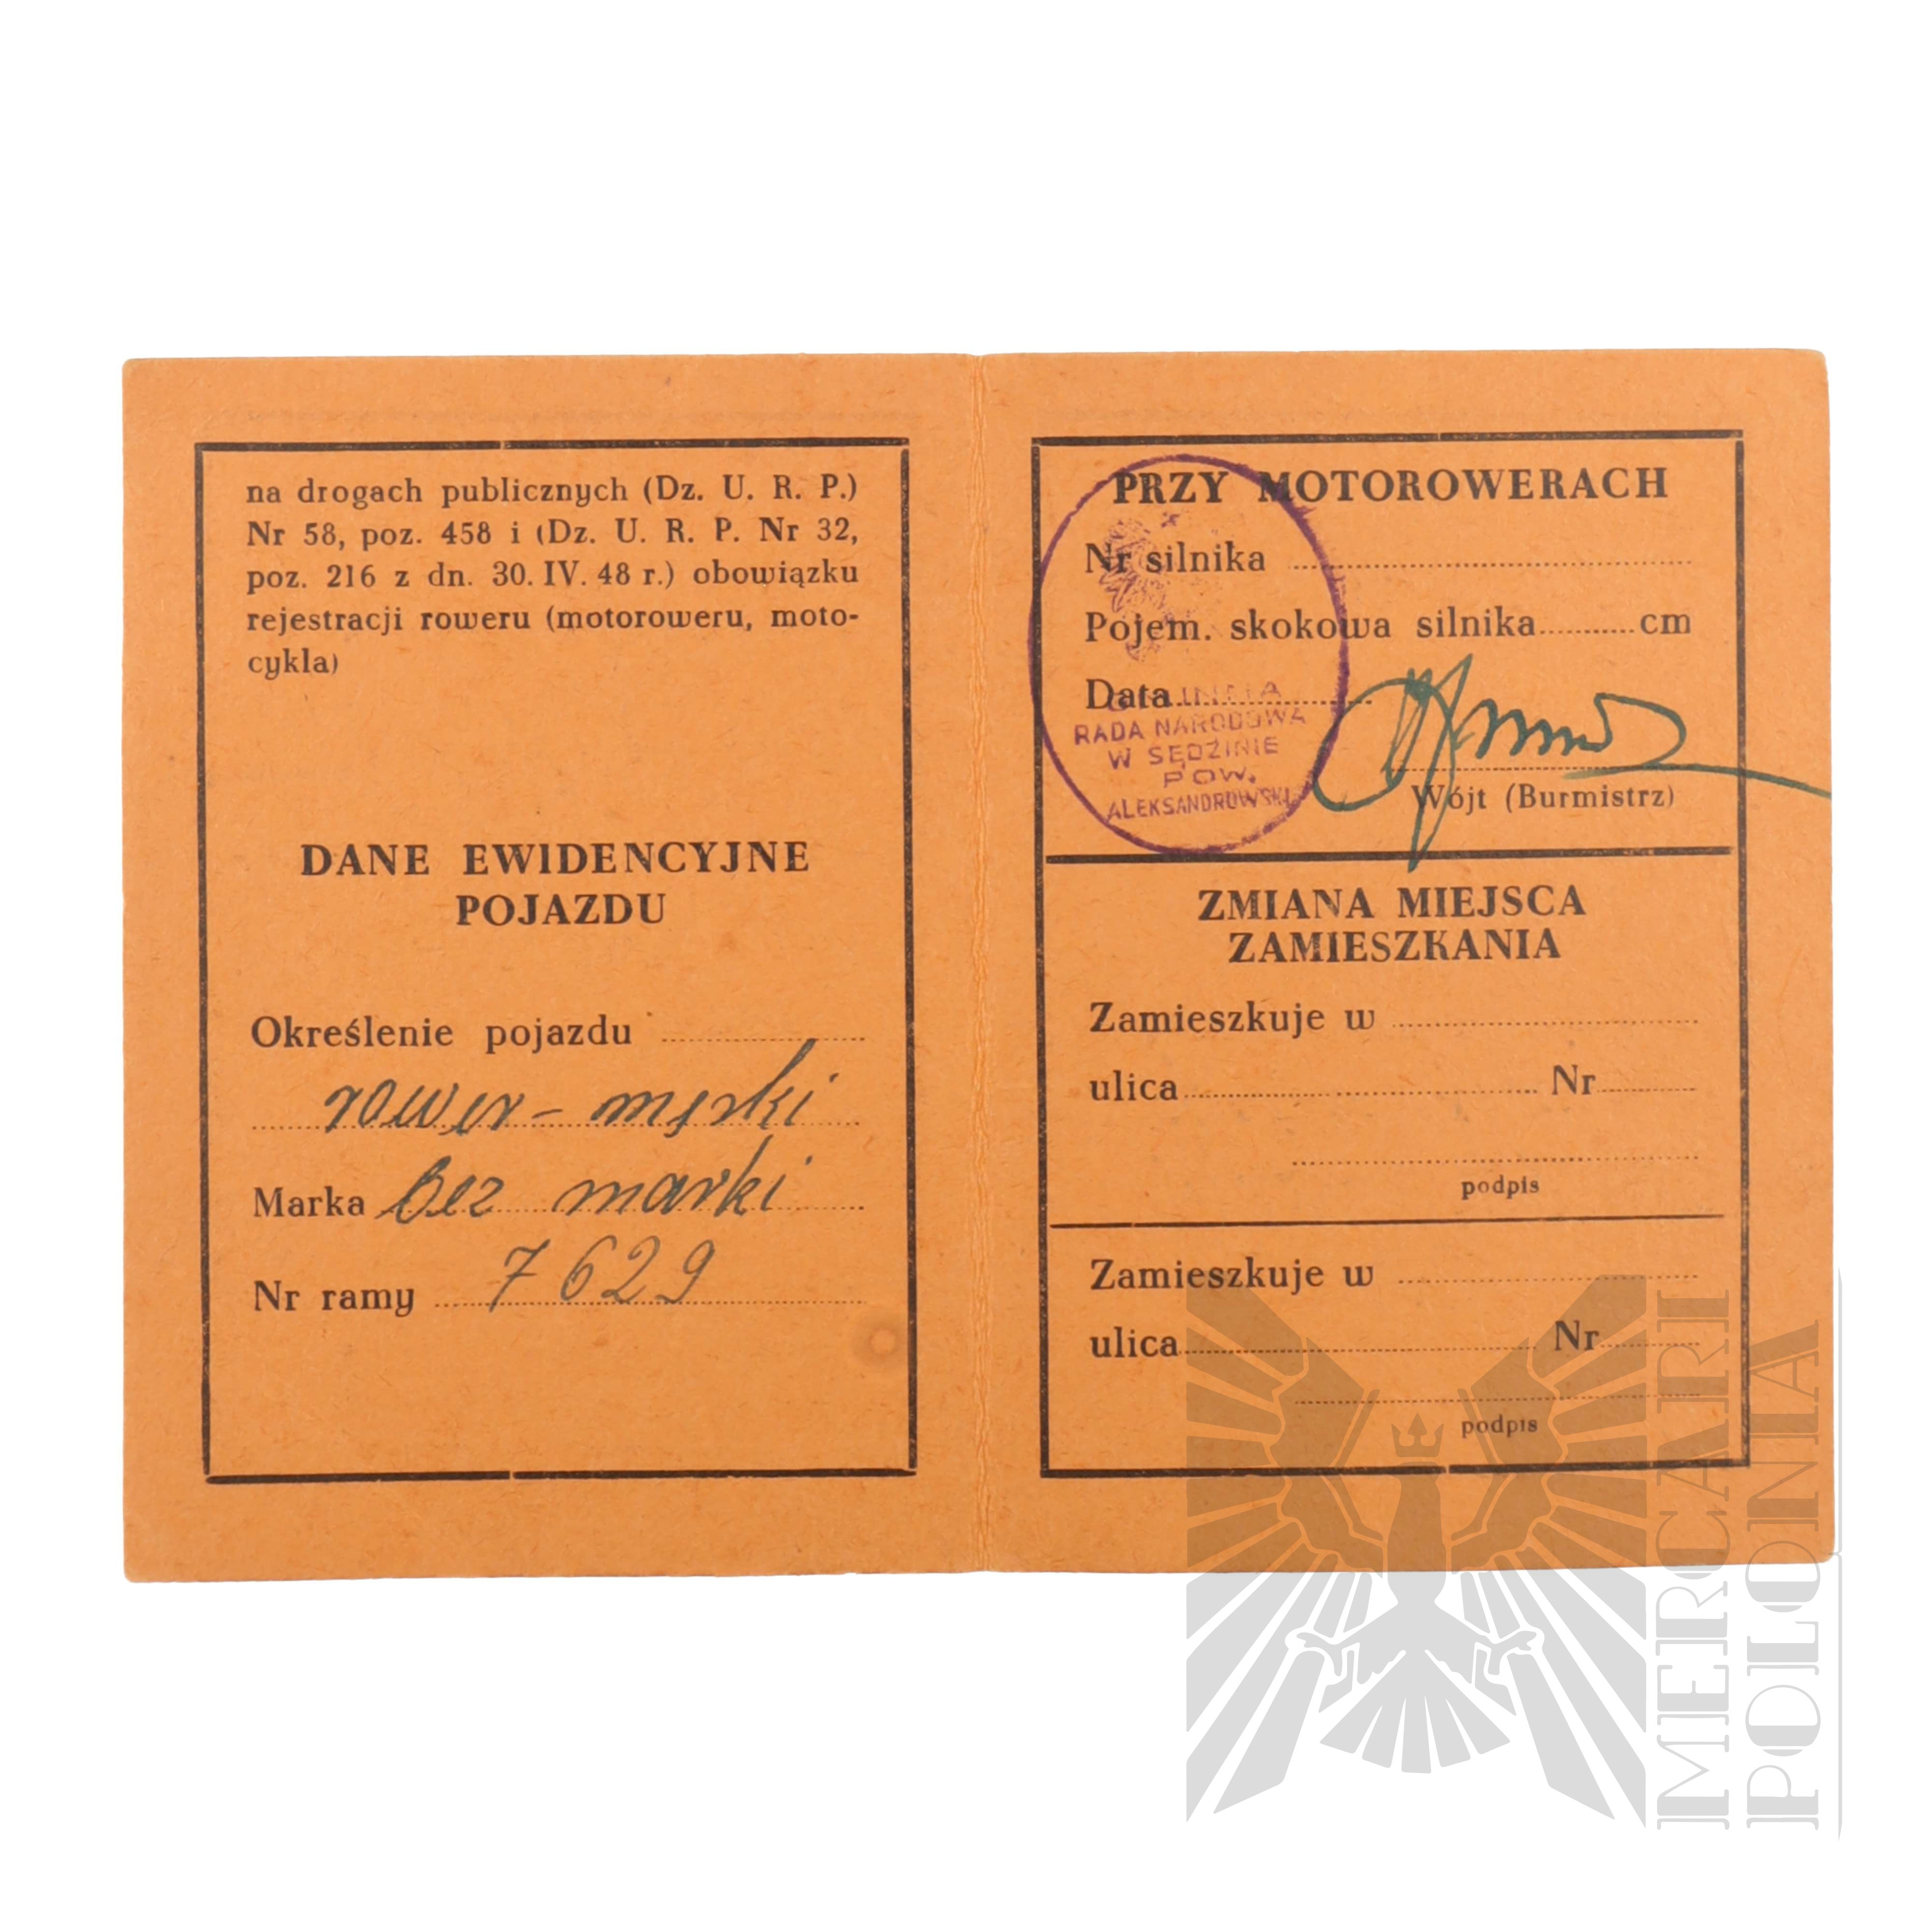 na drogach publicznych (Dz. U. R. P.)
Nr 58, poz. 458 i (Dz. U. R. P. Nr 32,
poz. 216 z dn. 30. IV. 48 r.) obowiązku
rejestracji roweru (motoroweru, moto-
cykla)
DANE EWIDENCYJNE
POJAZDU
Określenie pojazdu
rower - męski
Marka bez marki
Nr ramy 7629
PRZY MOTOROWERACH
Nr silnika
Pojem. skokowa silnika cm
Data
GMINNA
RADA NARODOWA
W SĘDZINIE
POW.
ALEKSANDROWSKI
Wójt (Burmistrz)
ZMIANA MIEJSCA
ZAMIESZKANIA
Zamieszkuje w
ulica Nr
podpis
Zamieszkuje w
ulica Nr
podpis
MERCARII
POLONIA